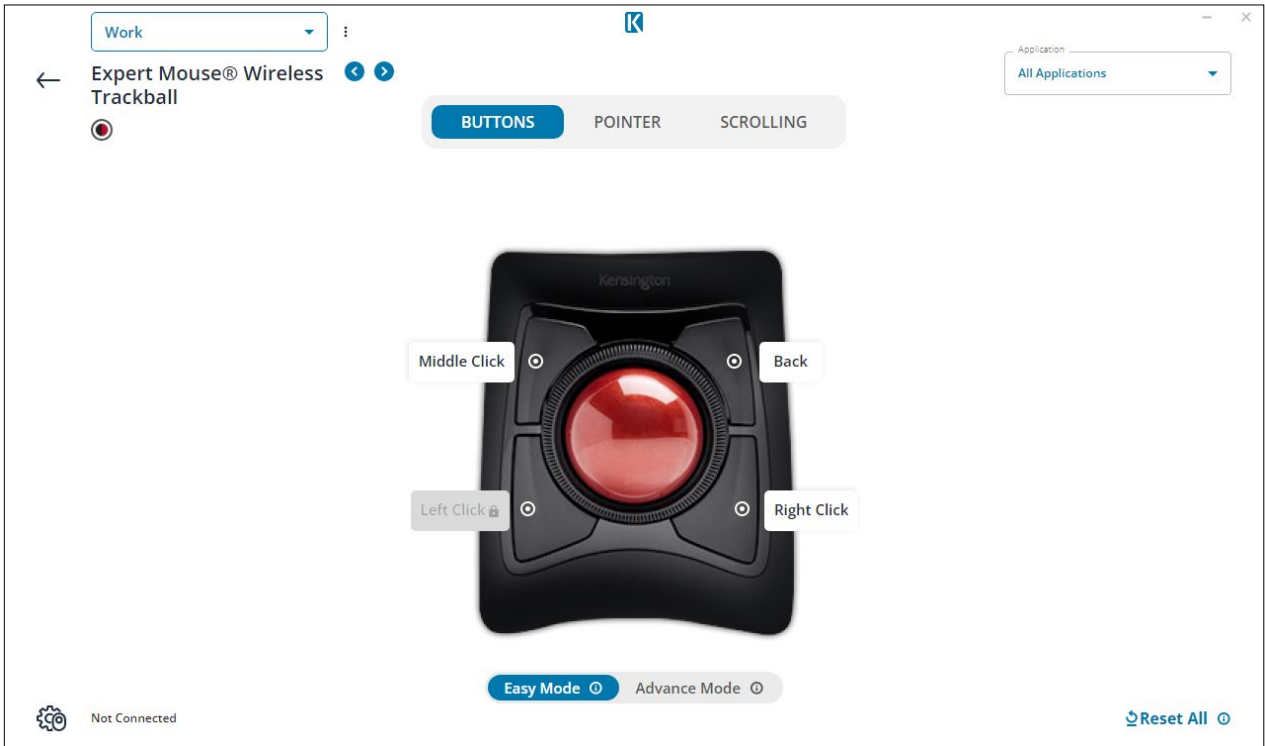 Work
K
Application
All Applications
Expert Mouse® Wireless
Trackball
BUTTONS POINTER SCROLLING
Kensington
Middle Click
Back
Left Click
Right Click
Easy Mode Advance Mode
Not Connected
Reset All